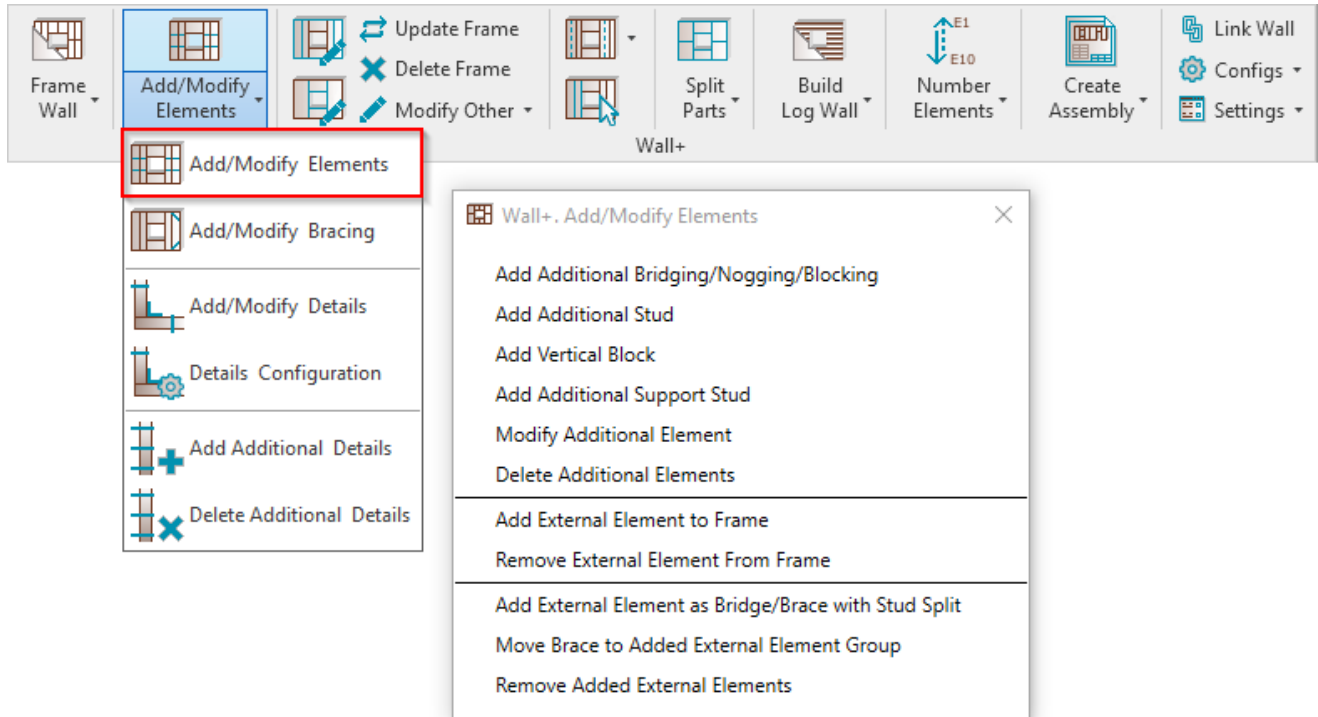 Frame
Wall
Add/Modify
Elements
Update Frame
Delete Frame
Modify Other
Split
Parts
Build
Log Wall
E1
E10
Number
Elements
Create
Assembly
Link Wall
Configs
Settings
Wall+
Add/Modify Elements
Add/Modify Bracing
Add/Modify Details
Details Configuration
Add Additional Details
Delete Additional Details
Wall+. Add/Modify Elements
Add Additional Bridging/Nogging/Blocking
Add Additional Stud
Add Vertical Block
Add Additional Support Stud
Modify Additional Element
Delete Additional Elements
Add External Element to Frame
Remove External Element From Frame
Add External Element as Bridge/Brace with Stud Split
Move Brace to Added External Element Group
Remove Added External Elements